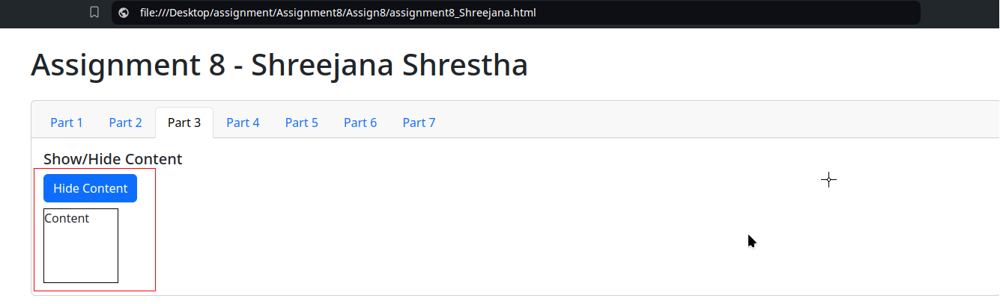 file:///Desktop/assignment/Assignment8/Assign8/assignment8_Shreejana.html
Assignment 8 - Shreejana Shrestha
Part 1 Part 2 Part 3 Part 4 Part 5 Part 6 Part 7
Show/Hide Content
Hide Content
Content